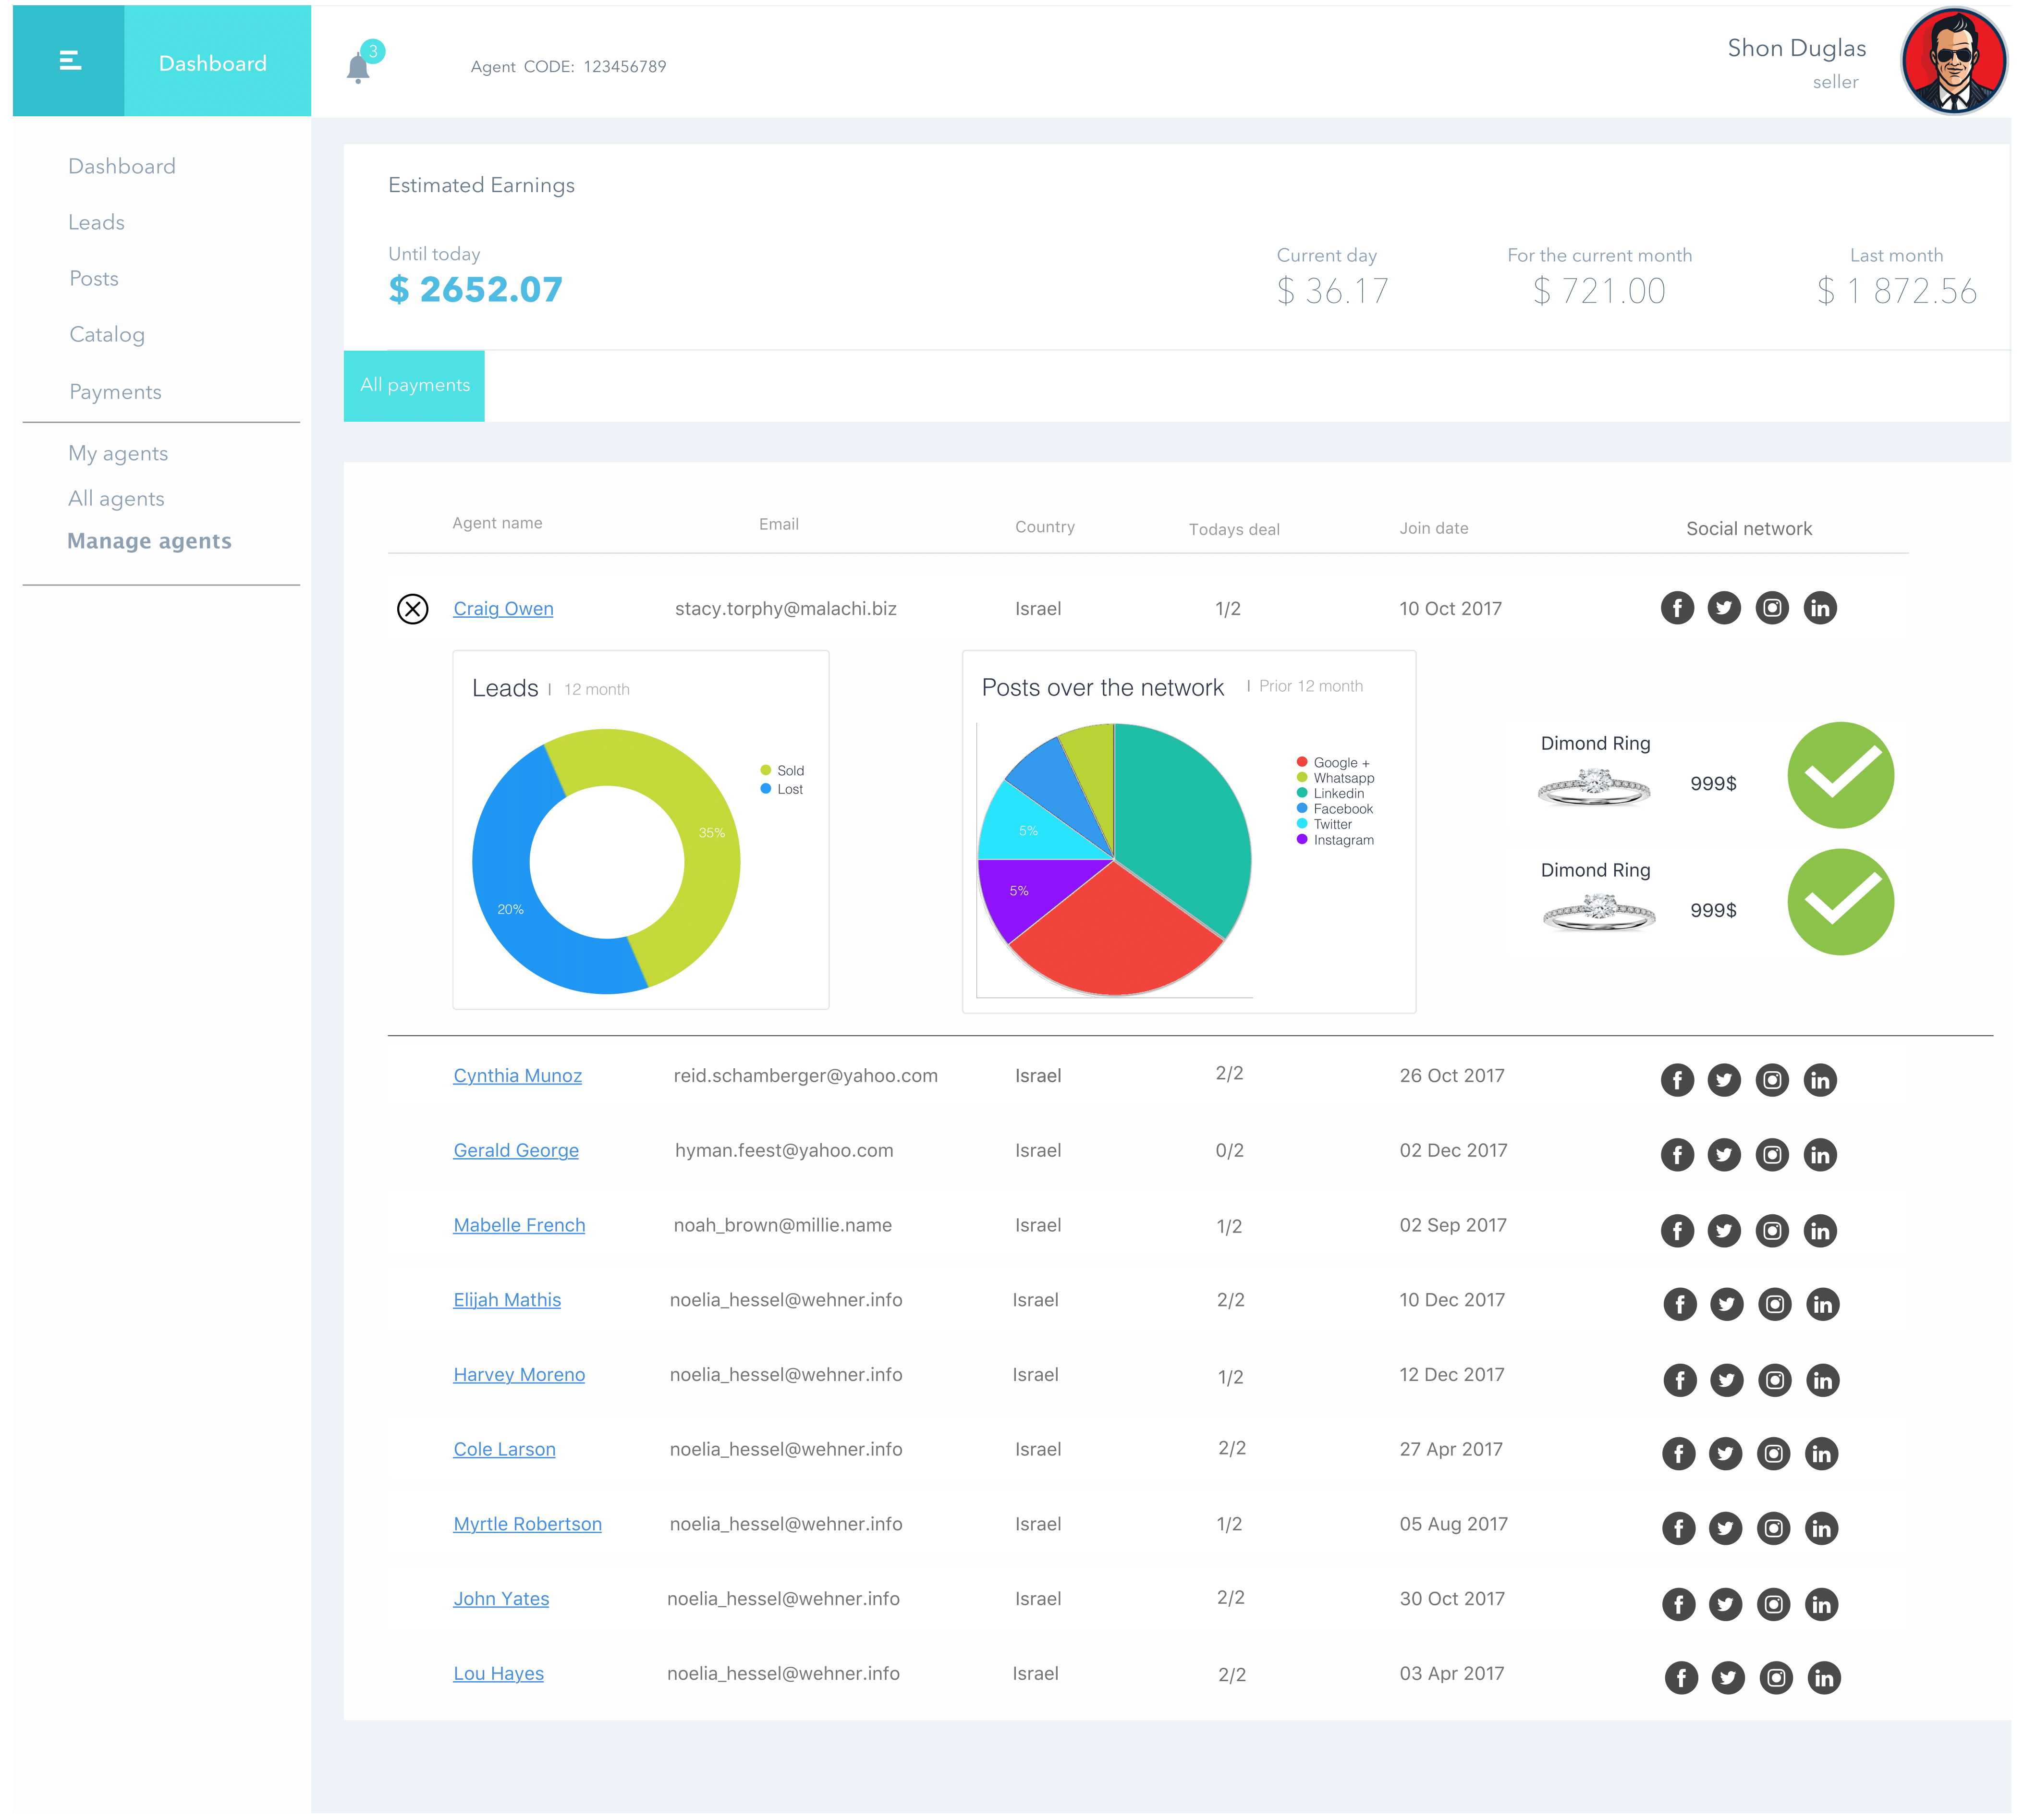 Dashboard
3
Agent CODE: 123456789
Shon Duglas
seller
Dashboard
Leads
Posts
Catalog
Payments
My agents
All agents
Manage agents
Estimated Earnings
Until today
$ 2652.07
Current day
$ 36.17
For the current month
$ 721.00
Last month
$ 1 872.56
All payments
Agent name Email Country Todays deal Join date Social network
Craig Owen stacy.torphy@malachi.biz Israel 1/2 10 Oct 2017
Leads | 12 month
Sold
Lost
35%
20%
Posts over the network | Prior 12 month
Google +
Whatsapp
Linkedin
Facebook
Twitter
Instagram
5%
5%
Dimond Ring
999$
Dimond Ring
999$
Cynthia Munoz reid.schamberger@yahoo.com Israel 2/2 26 Oct 2017
Gerald George hyman.feest@yahoo.com Israel 0/2 02 Dec 2017
Mabelle French noah_brown@millie.name Israel 1/2 02 Sep 2017
Elijah Mathis noelia_hessel@wehner.info Israel 2/2 10 Dec 2017
Harvey Moreno noelia_hessel@wehner.info Israel 1/2 12 Dec 2017
Cole Larson noelia_hessel@wehner.info Israel 2/2 27 Apr 2017
Myrtle Robertson noelia_hessel@wehner.info Israel 1/2 05 Aug 2017
John Yates noelia_hessel@wehner.info Israel 2/2 30 Oct 2017
Lou Hayes noelia_hessel@wehner.info Israel 2/2 03 Apr 2017